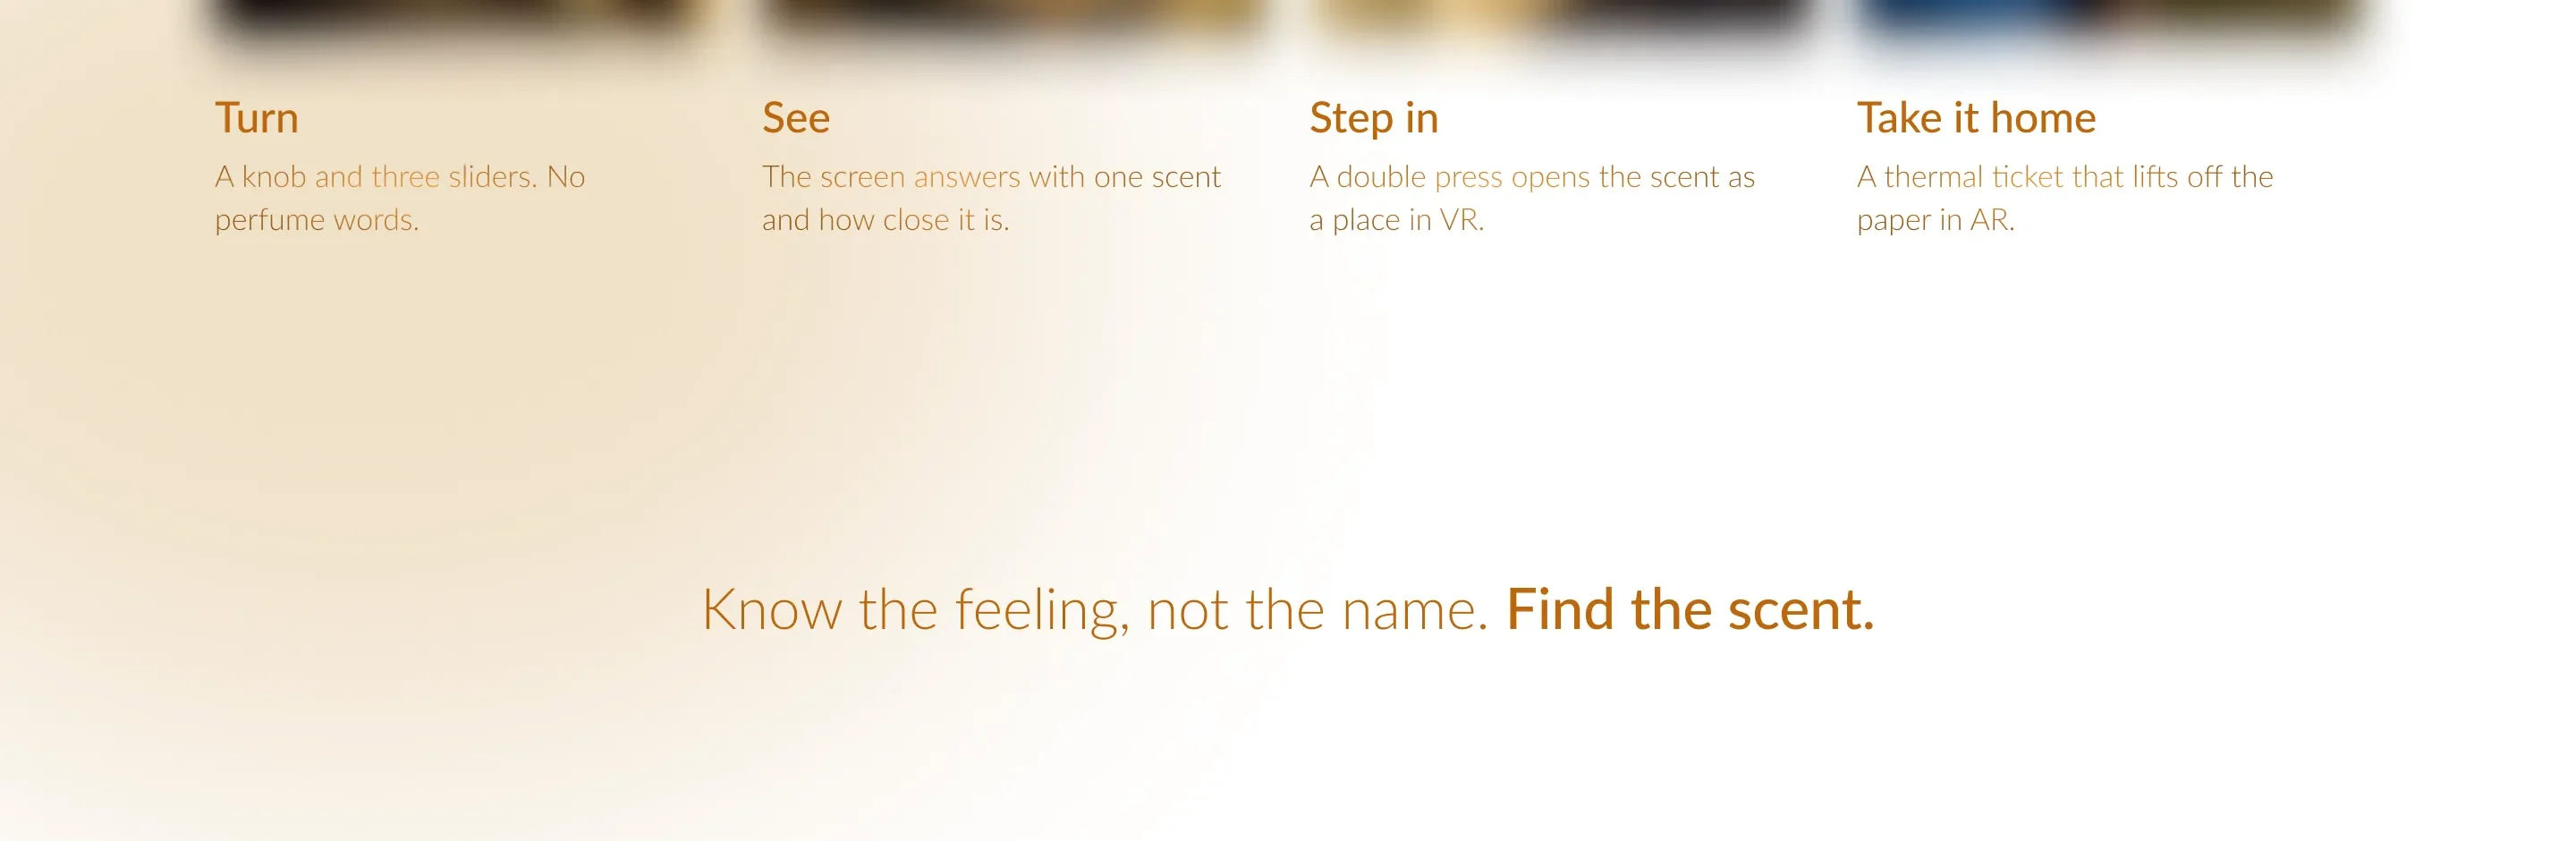 Turn
A knob and three sliders. No
perfume words.
See
The screen answers with one scent
and how close it is.
Step in
A double press opens the scent as
a place in VR.
Take it home
A thermal ticket that lifts off the
paper in AR.
Know the feeling, not the name. Find the scent.